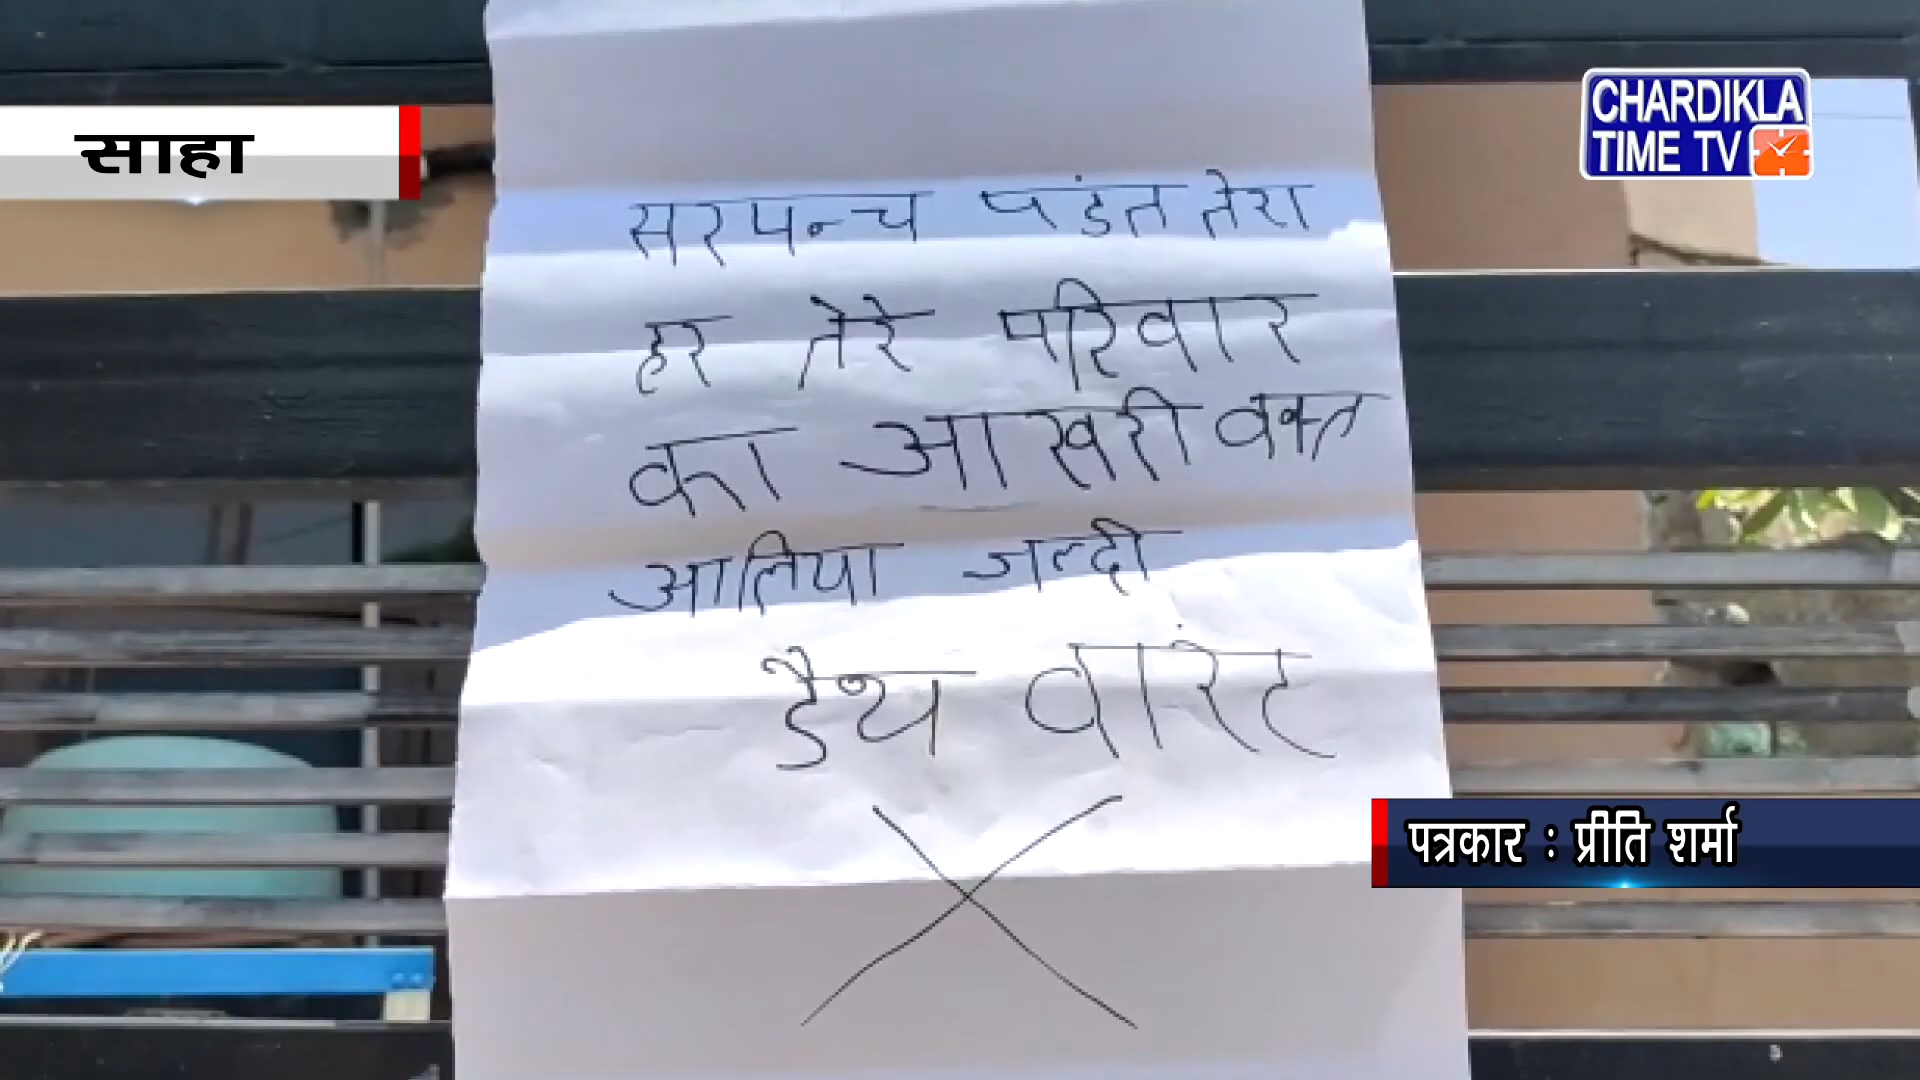 साहा
CHARDIKLA
TIME TV
सरपन्च पंडत तेरा
हर तेरे परिवार
का आखरी वक्त
आलिया जल्दी
डैथ वारंट
पत्रकार : प्रीति शर्मा